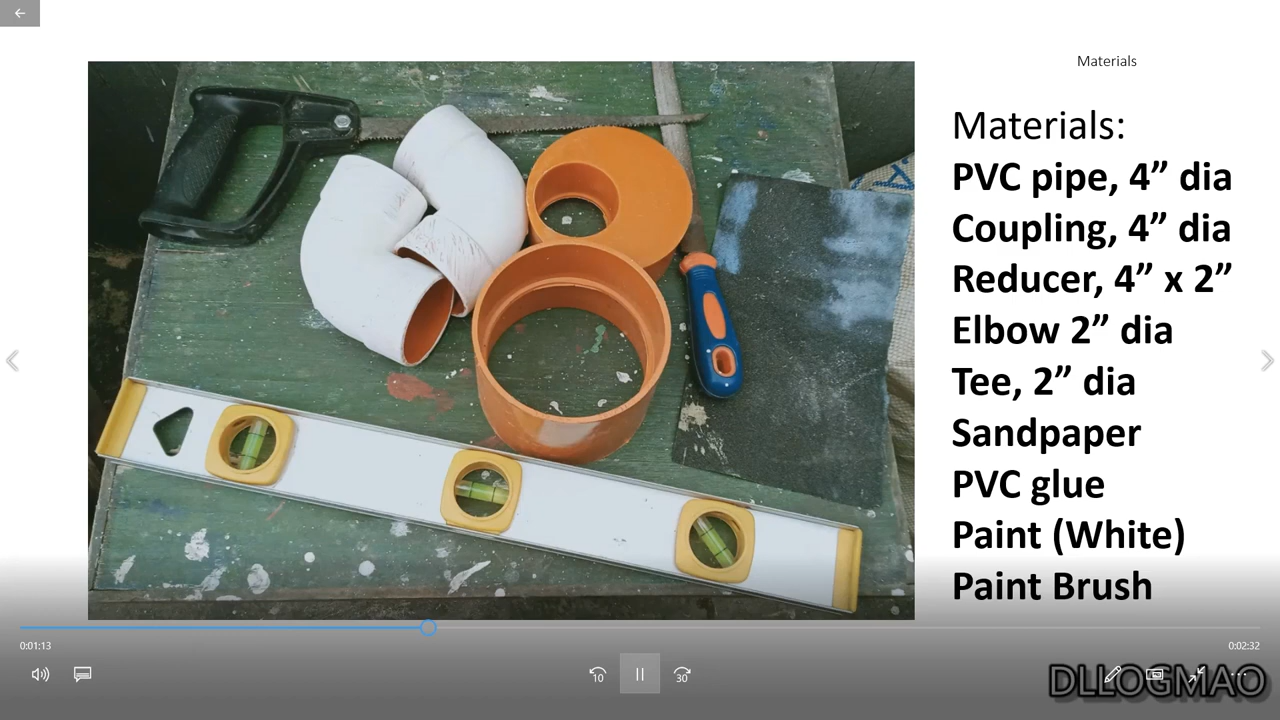 Materials
Materials:
PVC pipe, 4” dia
Coupling, 4” dia
Reducer, 4” x 2”
Elbow 2” dia
Tee, 2” dia
Sandpaper
PVC glue
Paint (White)
Paint Brush
0:01:13
0:02:32
10
30
DLLOGMAO